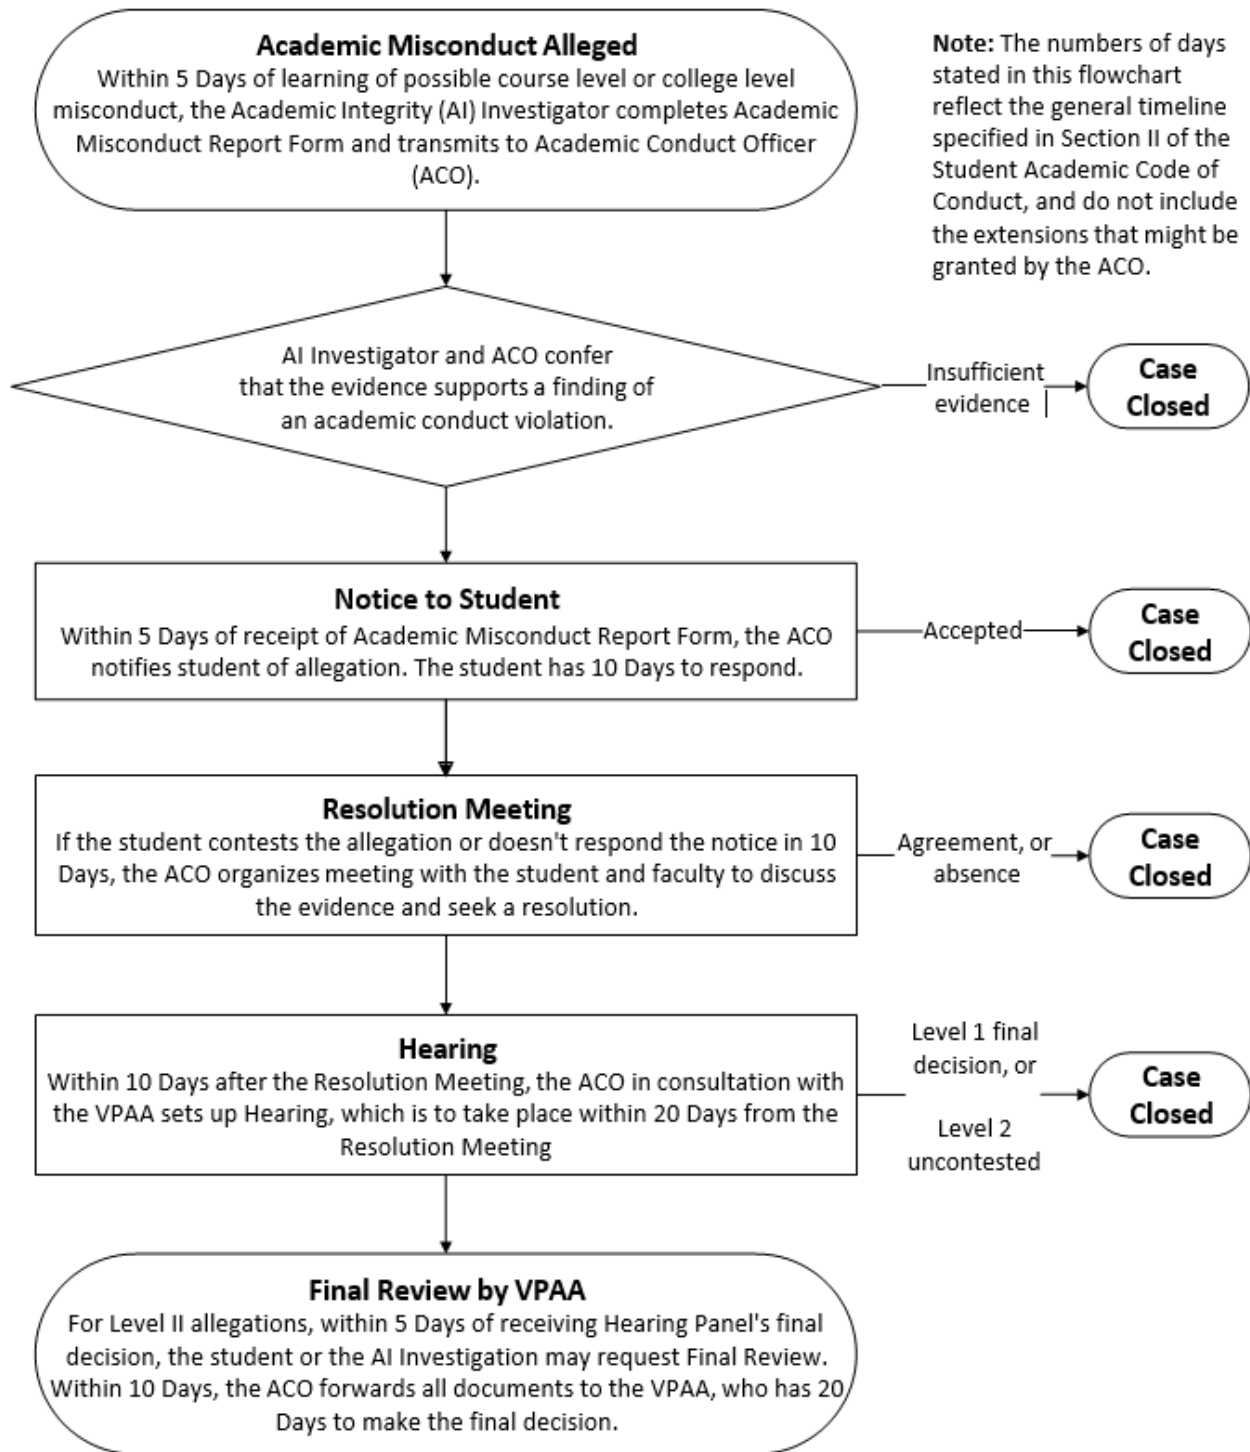 Academic Misconduct Alleged
Within 5 Days of learning of possible course level or college level
misconduct, the Academic Integrity (AI) Investigator completes Academic
Misconduct Report Form and transmits to Academic Conduct Officer
(ACO).
Note: The numbers of days
stated in this flowchart
reflect the general timeline
specified in Section II of the
Student Academic Code of
Conduct, and do not include
the extensions that might be
granted by the ACO.
AI Investigator and ACO confer
that the evidence supports a finding of
an academic conduct violation.
Insufficient
evidence
Case
Closed
Notice to Student
Within 5 Days of receipt of Academic Misconduct Report Form, the ACO
notifies student of allegation. The student has 10 Days to respond.
Accepted
Case
Closed
Resolution Meeting
If the student contests the allegation or doesn't respond the notice in 10
Days, the ACO organizes meeting with the student and faculty to discuss
the evidence and seek a resolution.
Agreement, or
absence
Case
Closed
Hearing
Within 10 Days after the Resolution Meeting, the ACO in consultation with
the VPAA sets up Hearing, which is to take place within 20 Days from the
Resolution Meeting
Level 1 final
decision, or
Level 2
uncontested
Case
Closed
Final Review by VPAA
For Level II allegations, within 5 Days of receiving Hearing Panel's final
decision, the student or the AI Investigation may request Final Review.
Within 10 Days, the ACO forwards all documents to the VPAA, who has 20
Days to make the final decision.